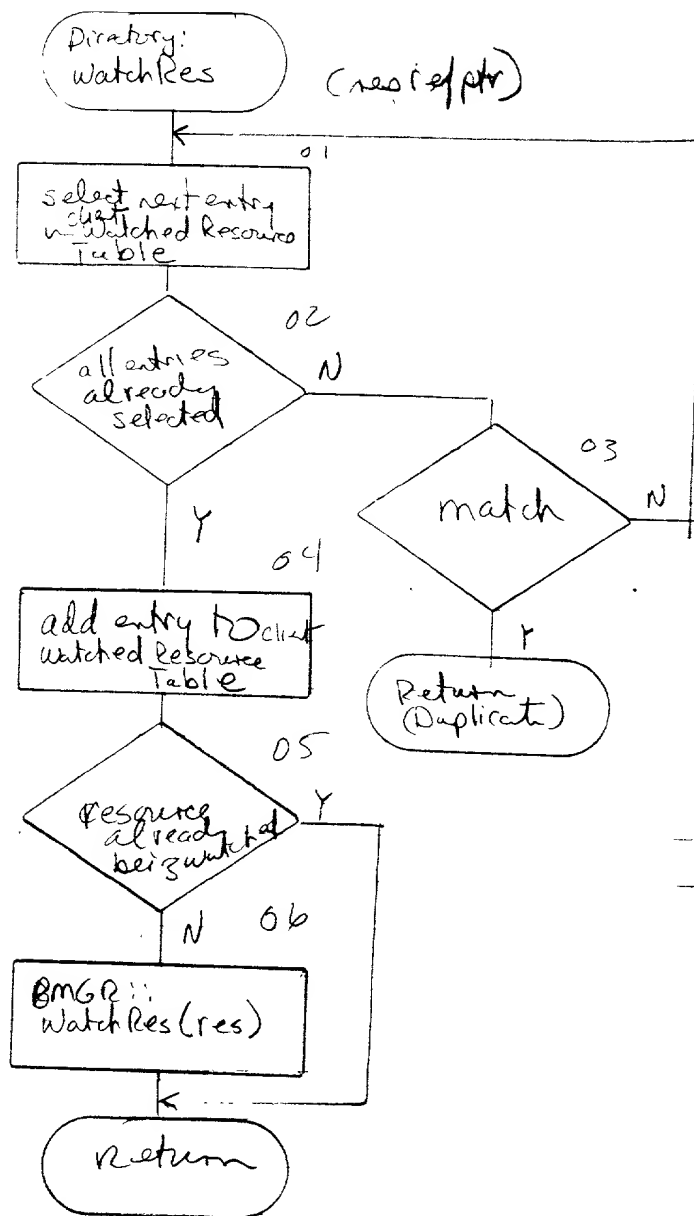 Directory:
WatchRes
(res ref ptr)
01
select next entry
client
in Watched Resource
Table
02
all entries
already
selected
N
03
match
N
Y
Y
04
add entry to client
Watched Resource
Table
Return
(Duplicate)
05
resource
already
being watched
Y
N
06
BMGR::
WatchRes(res)
Return